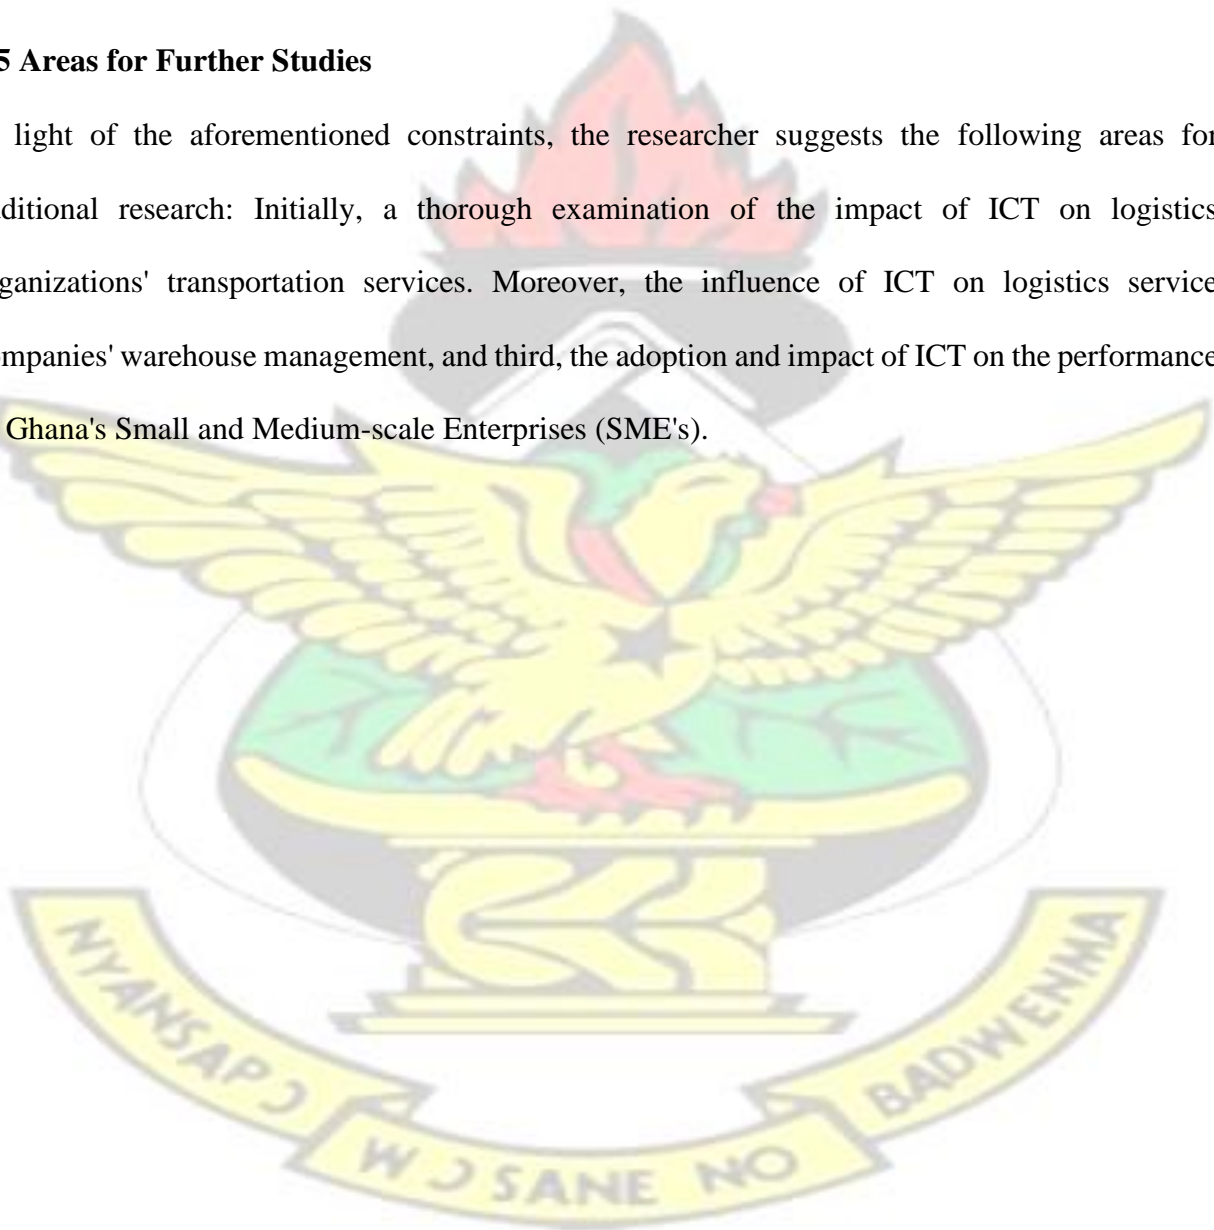 5 Areas for Further Studies
light of the aforementioned constraints, the researcher suggests the following areas for
ditional research: Initially, a thorough examination of the impact of ICT on logistics
ganizations' transportation services. Moreover, the influence of ICT on logistics service
ompanies' warehouse management, and third, the adoption and impact of ICT on the performance
Ghana's Small and Medium-scale Enterprises (SME's).
NYANSAPƆ WƆSANE NO BADWENMA